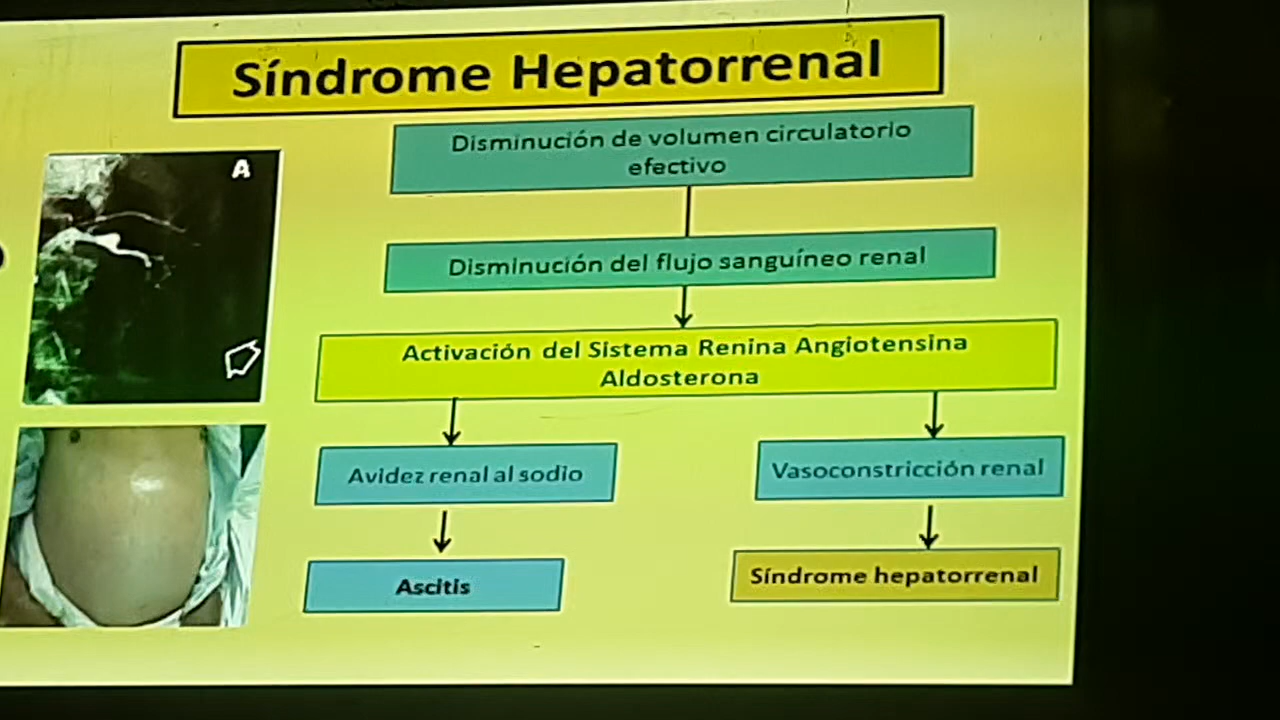 Síndrome Hepatorrenal
A
Disminución de volumen circulatorio
efectivo
Disminución del flujo sanguíneo renal
Activación del Sistema Renina Angiotensina
Aldosterona
Avidez renal al sodio
Vasoconstricción renal
Ascitis
Síndrome hepatorrenal